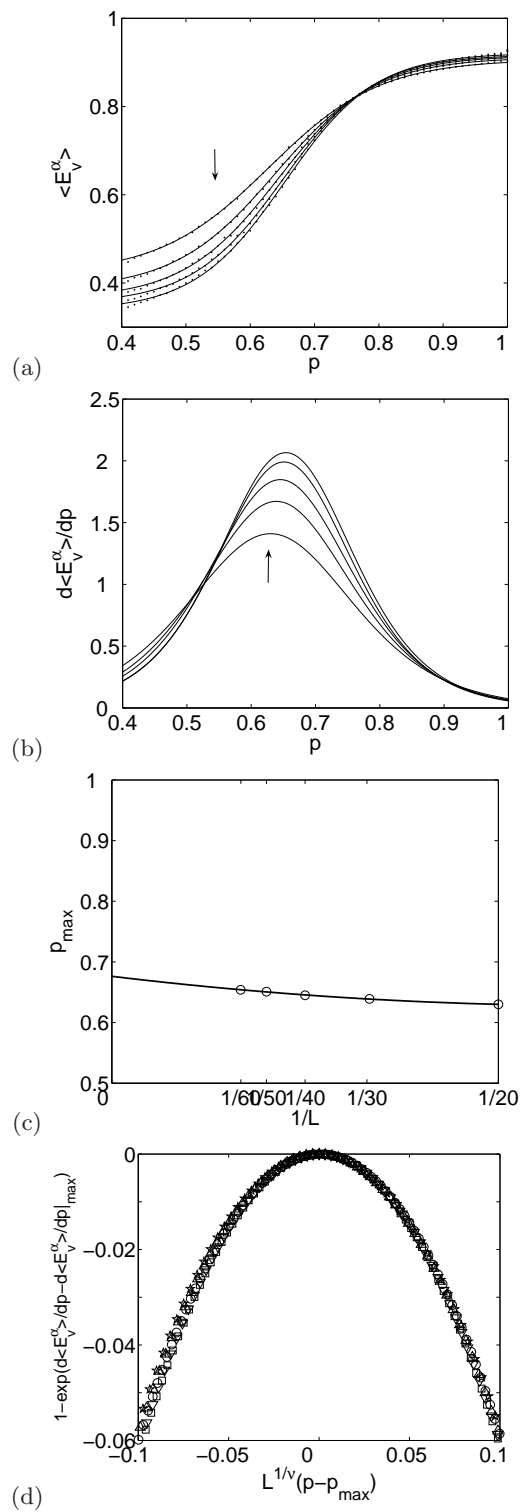 1
0.8
0.6
0.4
<E_v^α>
0.4 0.5 0.6 0.7 0.8 0.9 1
p
(a)
2.5
2
1.5
1
0.5
0
d<E_v^α>/dp
0.4 0.5 0.6 0.7 0.8 0.9 1
p
(b)
1
0.9
0.8
0.7
0.6
0.5
p_max
0 1/60 1/50 1/40 1/30 1/20
1/L
(c)
0
−0.02
−0.04
−0.06
1−exp(d<E_v^α>/dp−d<E_v^α>/dp|_max)
−0.1 −0.05 0 0.05 0.1
L^{1/ν}(p−p_max)
(d)